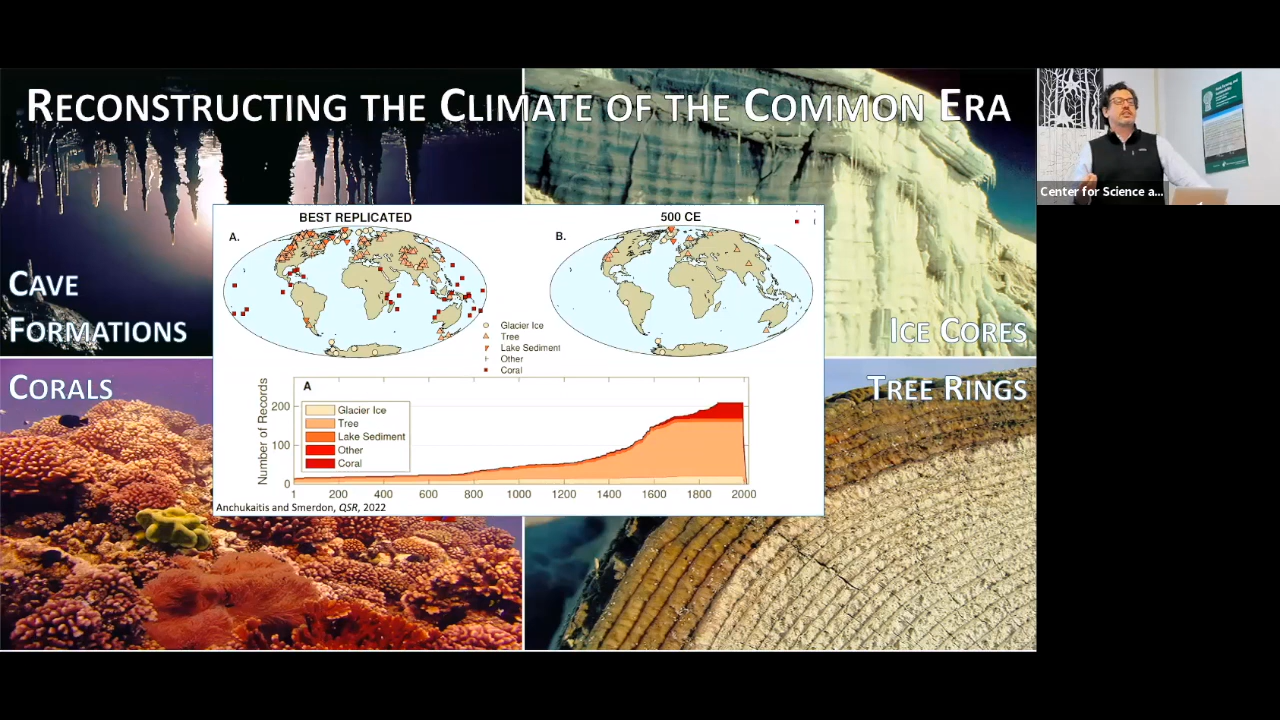 RECONSTRUCTING THE CLIMATE OF THE COMMON ERA
CAVE
FORMATIONS
ICE CORES
CORALS
TREE RINGS
BEST REPLICATED
500 CE
A.
B.
Glacier Ice
Tree
Lake Sediment
Other
Coral
A
Number of Records
200
100
0
Glacier Ice
Tree
Lake Sediment
Other
Coral
1 200 400 600 800 1000 1200 1400 1600 1800 2000
Anchukaitis and Smerdon, QSR, 2022
Center for Science a...